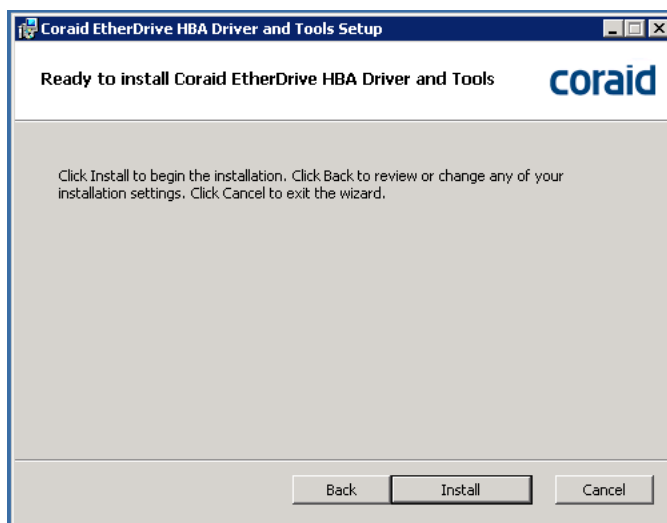 Coraid EtherDrive HBA Driver and Tools Setup
Ready to install Coraid EtherDrive HBA Driver and Tools
coraid
Click Install to begin the installation. Click Back to review or change any of your
installation settings. Click Cancel to exit the wizard.
Back
Install
Cancel